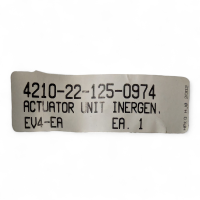 4210-22-125-0974
ACTUATOR UNIT INERGEN.
EV4-EA EA. 1